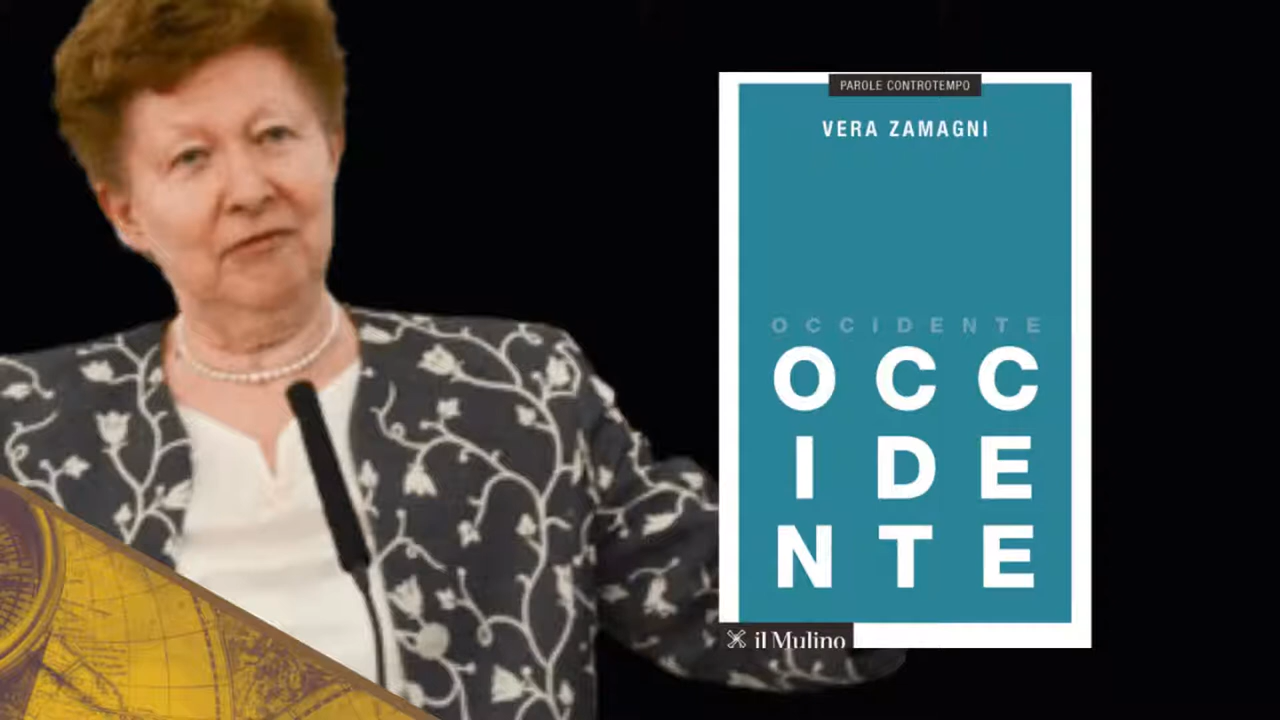 PAROLE CONTROTEMPO
VERA ZAMAGNI
OCCIDENTE
OCC
IDE
NTE
il Mulino